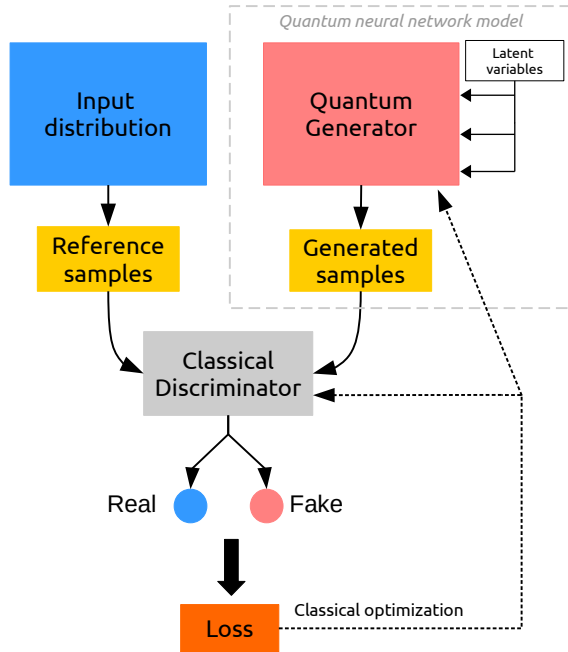 Quantum neural network model
Latent
variables
Input
distribution
Quantum
Generator
Reference
samples
Generated
samples
Classical
Discriminator
Real
Fake
Classical optimization
Loss